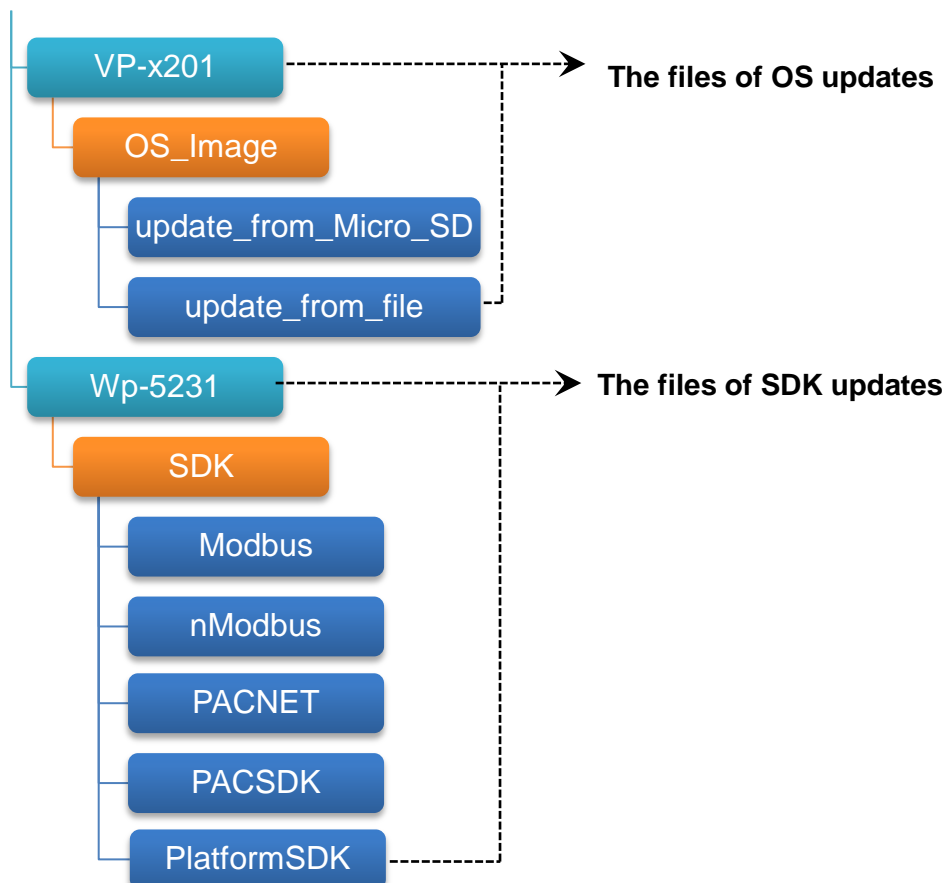 VP-x201
The files of OS updates
OS_Image
update_from_Micro_SD
update_from_file
Wp-5231
The files of SDK updates
SDK
Modbus
nModbus
PACNET
PACSDK
PlatformSDK